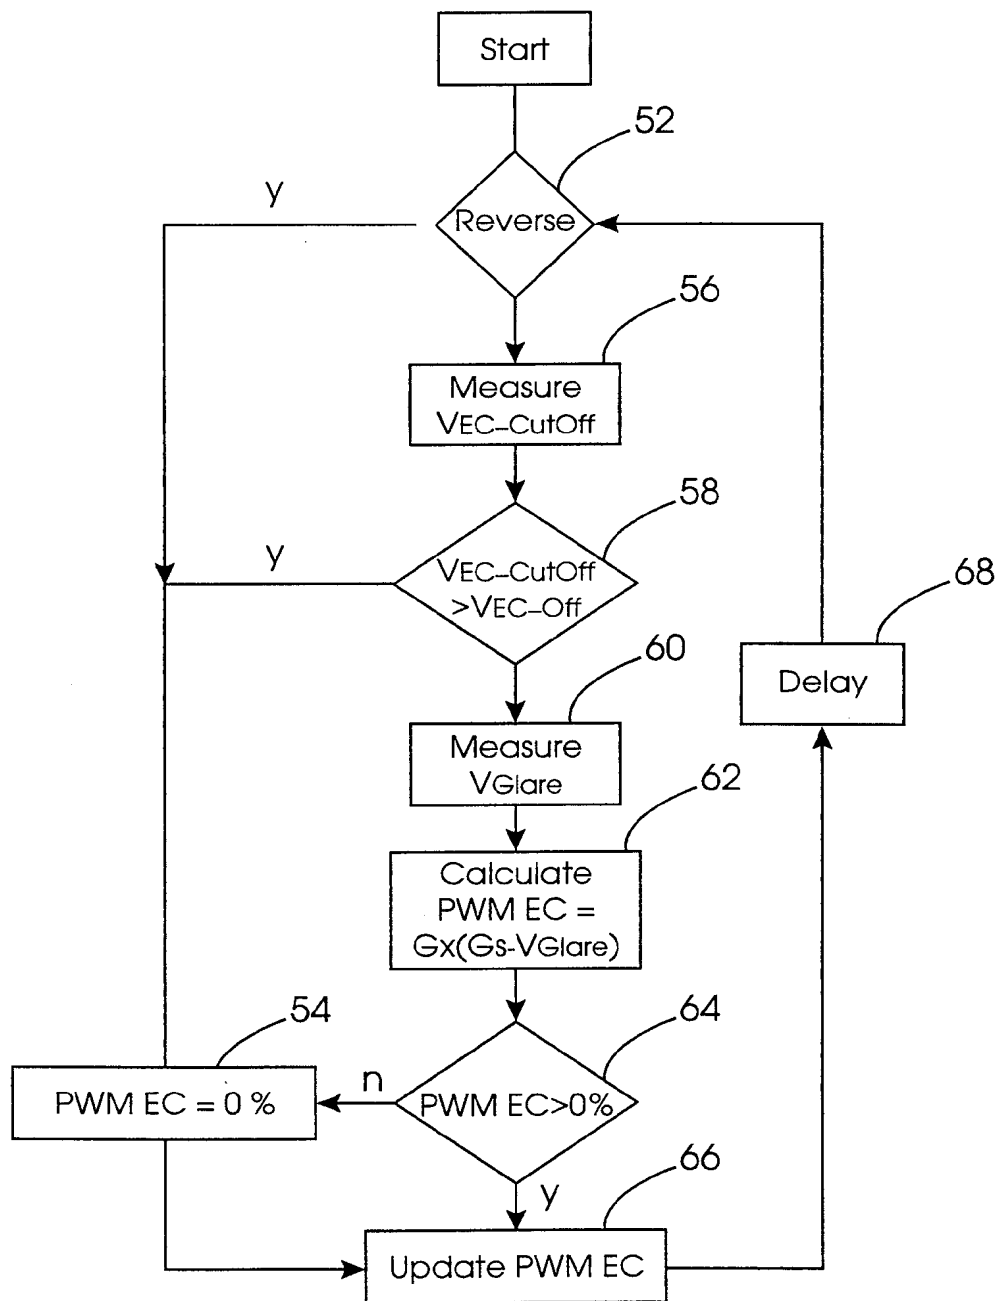 Start
52
y
Reverse
56
Measure
VEC-CutOff
58
y
VEC-CutOff
>VEC-Off
68
Delay
60
Measure
VGlare
62
Calculate
PWM EC =
Gx(Gs-VGlare)
54
64
n
PWM EC = 0 %
PWM EC>0%
66
y
Update PWM EC